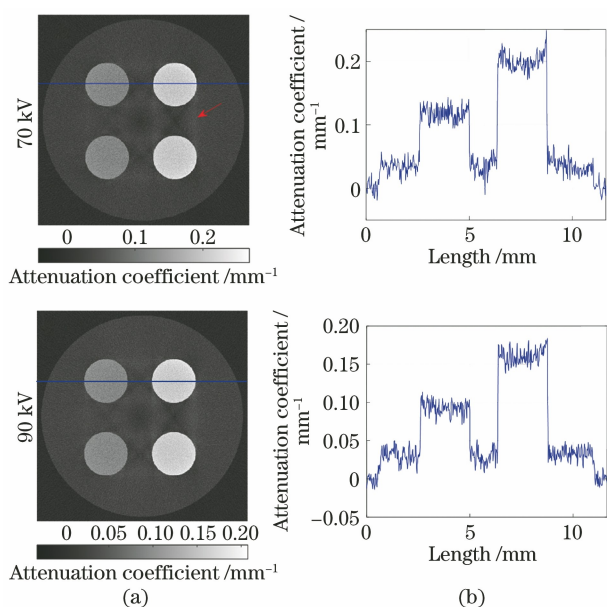 70 kV
0 0.1 0.2
Attenuation coefficient /mm⁻¹
Attenuation coefficient /
mm⁻¹
0.2
0.1
0
0 5 10
Length /mm
90 kV
0 0.05 0.10 0.15 0.20
Attenuation coefficient /mm⁻¹
(a)
Attenuation coefficient /
mm⁻¹
0.20
0.15
0.10
0.05
0
−0.05
0 5 10
Length /mm
(b)